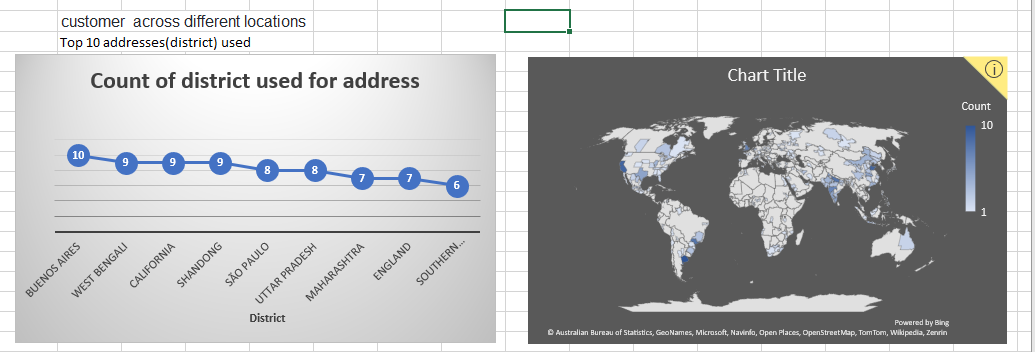 customer  across different locations
Top 10 addresses(district) used
Count of district used for address
10
9
9
9
8
8
7
7
6
BUENOS AIRES
WEST BENGALI
CALIFORNIA
SHANDONG
SÃO PAULO
UTTAR PRADESH
MAHARASHTRA
ENGLAND
SOUTHERN...
District
Chart Title
Count
10
1
Powered by Bing
© Australian Bureau of Statistics, GeoNames, Microsoft, Navinfo, Open Places, OpenStreetMap, TomTom, Wikipedia, Zenrin